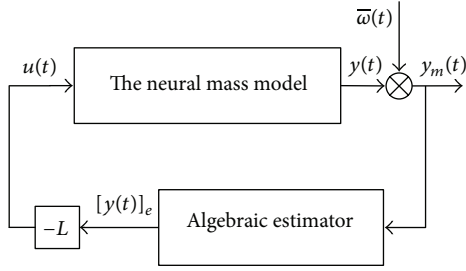 ω̅(t)
u(t)
The neural mass model
y(t)
y_m(t)
[y(t)]_e
Algebraic estimator
−L